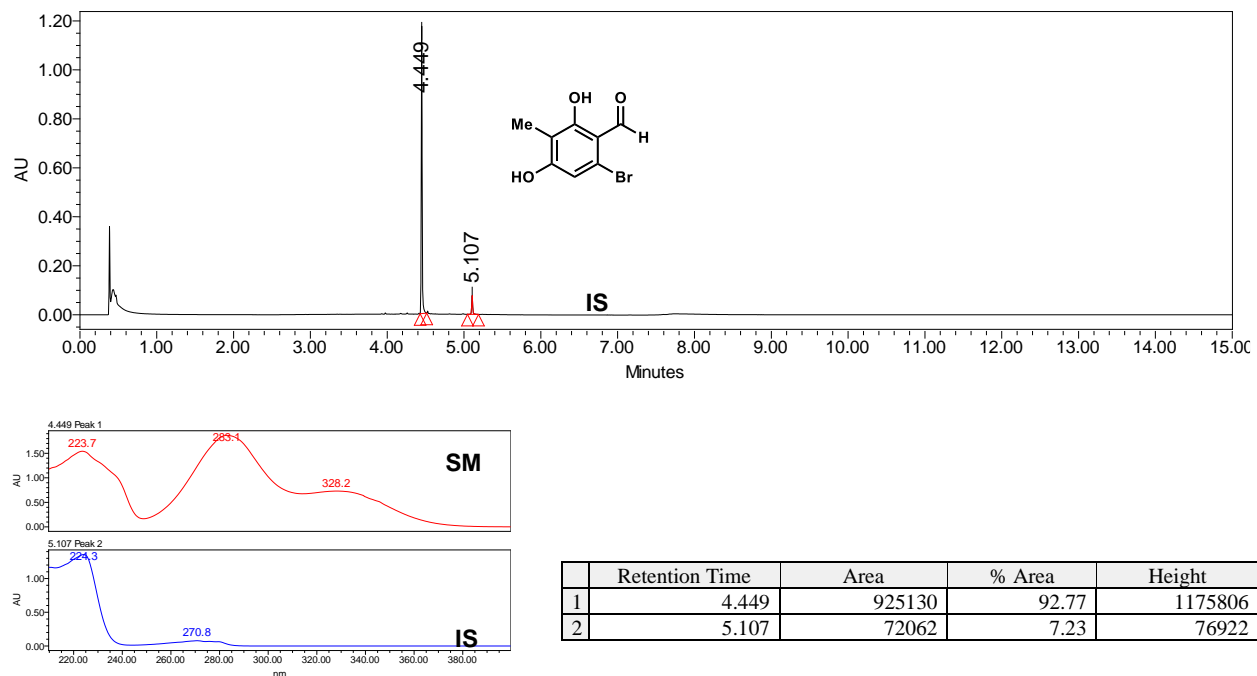 1.20
1.00
0.80
0.60
0.40
0.20
0.00
AU
4.449
5.107
IS
OH
O
Me
H
HO
Br
0.00 1.00 2.00 3.00 4.00 5.00 6.00 7.00 8.00 9.00 10.00 11.00 12.00 13.00 14.00 15.00
Minutes
4.449 Peak 1
223.7
283.1
328.2
SM
AU
1.50
1.00
0.50
0.00
5.107 Peak 2
224.3
270.8
IS
AU
1.00
0.50
0.00
220.00 240.00 260.00 280.00 300.00 320.00 340.00 360.00 380.00
nm
Retention Time Area % Area Height
1 4.449 925130 92.77 1175806
2 5.107 72062 7.23 76922